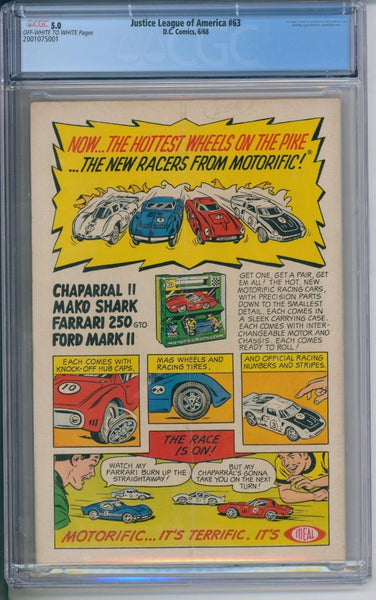 CGC 5.0
OFF-WHITE TO WHITE Pages
2001075001
Justice League of America #63
D.C. Comics, 6/68
NOW...THE HOTTEST WHEELS ON THE PIKE
...THE NEW RACERS FROM MOTORIFIC!®
CHAPARRAL II
MAKO SHARK
FARRARI 250 GTO
FORD MARK II
GET ONE, GET A PAIR, GET
EM ALL! THE HOT, NEW
MOTORIFIC RACING CARS,
WITH PRECISION PARTS
DOWN TO THE SMALLEST
DETAIL. EACH COMES IN
A SLEEK CARRYING CASE.
EACH COMES WITH INTER-
CHANGEABLE MOTOR AND
CHASSIS. EACH COMES
READY TO ROLL!
EACH COMES WITH
KNOCK-OFF HUB CAPS,
MAG WHEELS AND
RACING TIRES,
AND OFFICIAL RACING
NUMBERS AND STRIPES.
10
3
THE RACE
IS ON!
WATCH MY
FARRARI BURN UP THE
STRAIGHTAWAY!
BUT MY
CHAPARRAL'S GONNA
TAKE YOU ON THE NEXT
TURN!
MOTORIFIC...IT'S TERRIFIC. IT'S
IDEAL